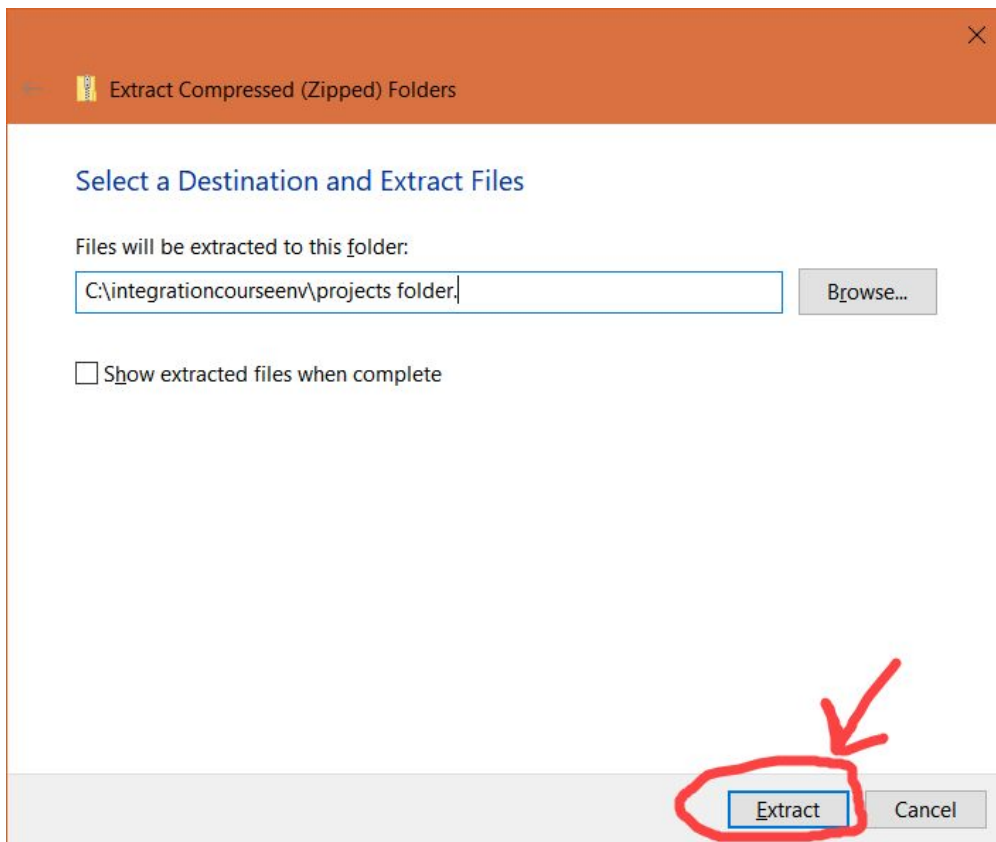 Extract Compressed (Zipped) Folders
Select a Destination and Extract Files
Files will be extracted to this folder:
C:\integrationcourseenv\projects folder.
Browse...
Show extracted files when complete
Extract
Cancel